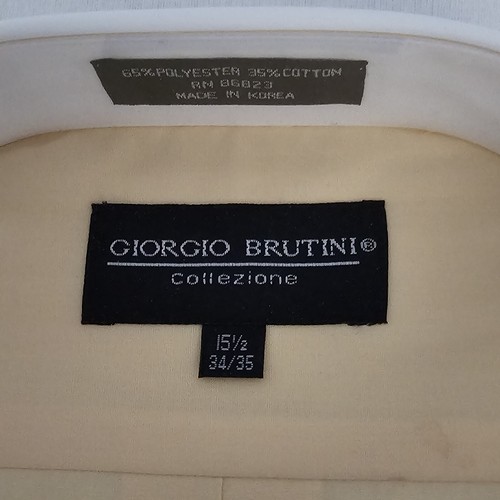 65% POLYESTER 35% COTTON
RN 86823
MADE IN KOREA
GIORGIO BRUTINI®
Collezione
15½
34/35